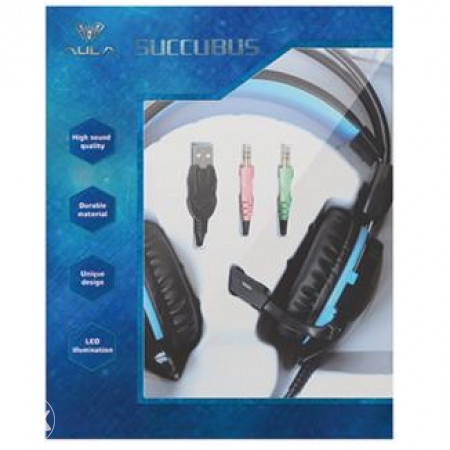 AULA SUCCUBUS
High sound
quality
Durable
material
Unique
design
LED
illumination